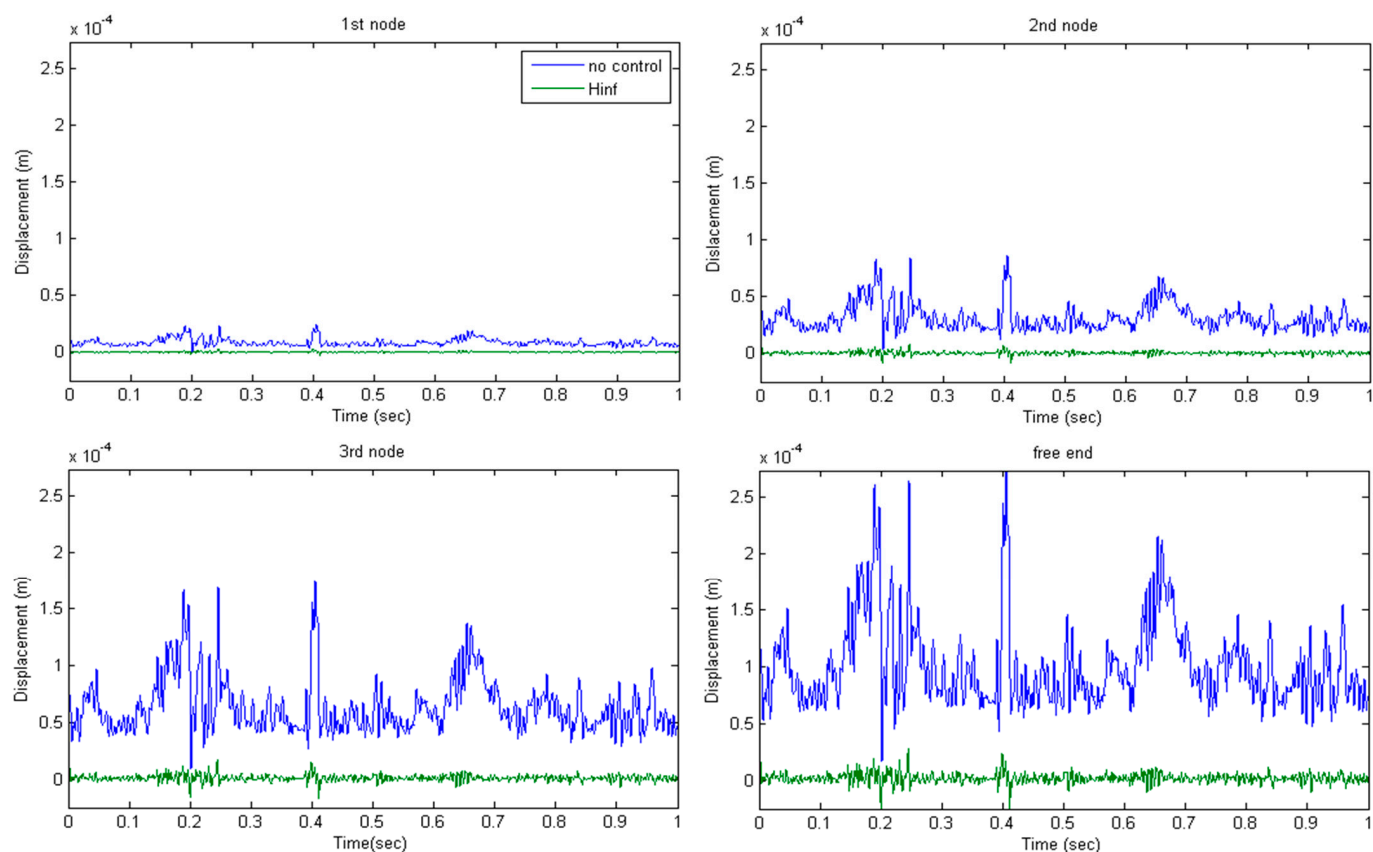 1st node
x 10^-4
2.5
2
1.5
1
0.5
0
Displacement (m)
no control
Hinf
0 0.1 0.2 0.3 0.4 0.5 0.6 0.7 0.8 0.9 1
Time (sec)
2nd node
x 10^-4
2.5
2
1.5
1
0.5
0
Dislacement (m)
0 0.1 0.2 0.3 0.4 0.5 0.6 0.7 0.8 0.9 1
Time (sec)
3rd node
x 10^-4
2.5
2
1.5
1
0.5
0
Displacement (m)
0 0.1 0.2 0.3 0.4 0.5 0.6 0.7 0.8 0.9 1
Time(sec)
free end
x 10^-4
2.5
2
1.5
1
0.5
0
Displacement (m)
0 0.1 0.2 0.3 0.4 0.5 0.6 0.7 0.8 0.9 1
Time (sec)